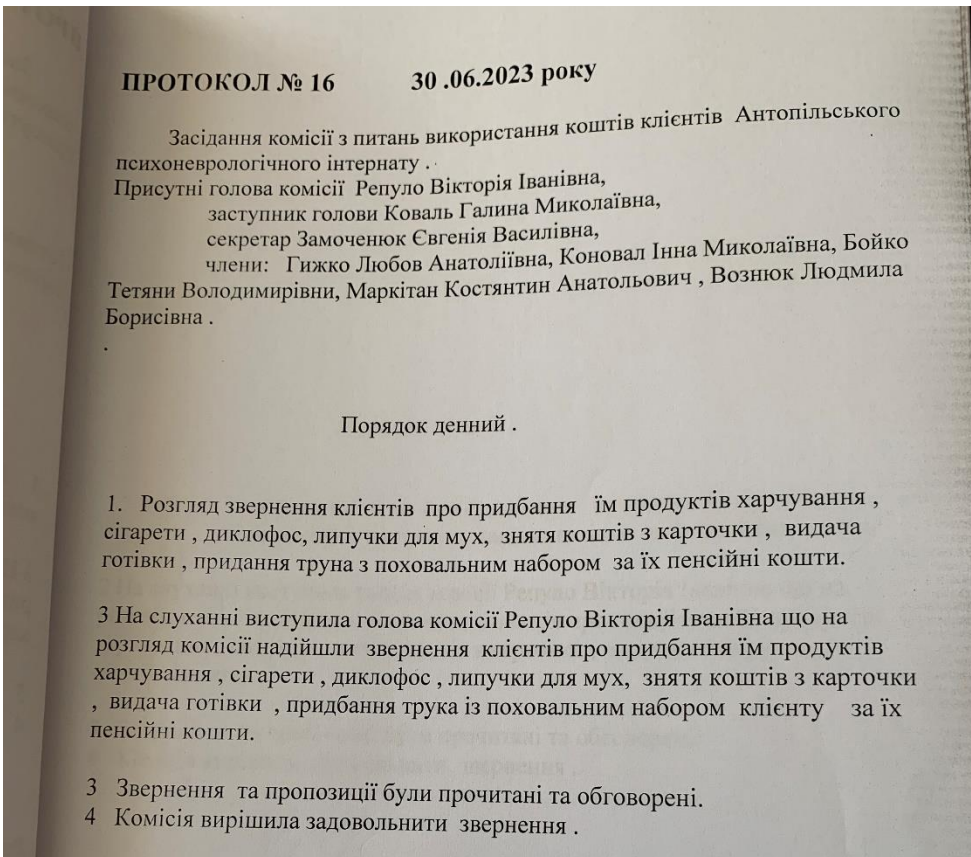 ПРОТОКОЛ № 16 30 .06.2023 року
Засідання комісії з питань використання коштів клієнтів Антопільського
психоневрологічного інтернату .
Присутні голова комісії Репуло Вікторія Іванівна,
заступник голови Коваль Галина Миколаївна,
секретар Замоченюк Євгенія Василівна,
члени: Гижко Любов Анатоліївна, Коновал Інна Миколаївна, Бойко
Тетяни Володимирівни, Маркітан Костянтин Анатольович , Вознюк Людмила
Борисівна .
.
Порядок денний .
1. Розгляд звернення клієнтів про придбання їм продуктів харчування ,
сігарети , диклофос, липучки для мух, знятя коштів з карточки , видача
готівки , придання труна з поховальним набором за їх пенсійні кошти.
3 На слуханні виступила голова комісії Репуло Вікторія Іванівна що на
розгляд комісії надійшли звернення клієнтів про придбання їм продуктів
харчування , сігарети , диклофос , липучки для мух, знятя коштів з карточки
, видача готівки , придбання трука із поховальним набором клієнту за їх
пенсійні кошти.
3 Звернення та пропозиції були прочитані та обговорені.
4 Комісія вирішила задовольнити звернення .